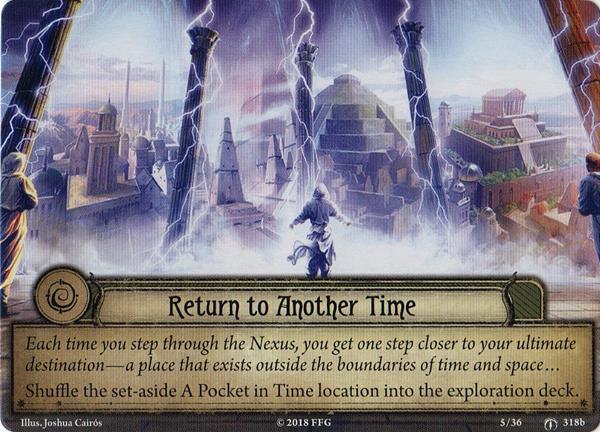 Return to Another Time
Each time you step through the Nexus, you get one step closer to your ultimate
destination—a place that exists outside the boundaries of time and space…
Shuffle the set-aside A Pocket in Time location into the exploration deck.
Illus. Joshua Cairós © 2018 FFG 5/36 318b